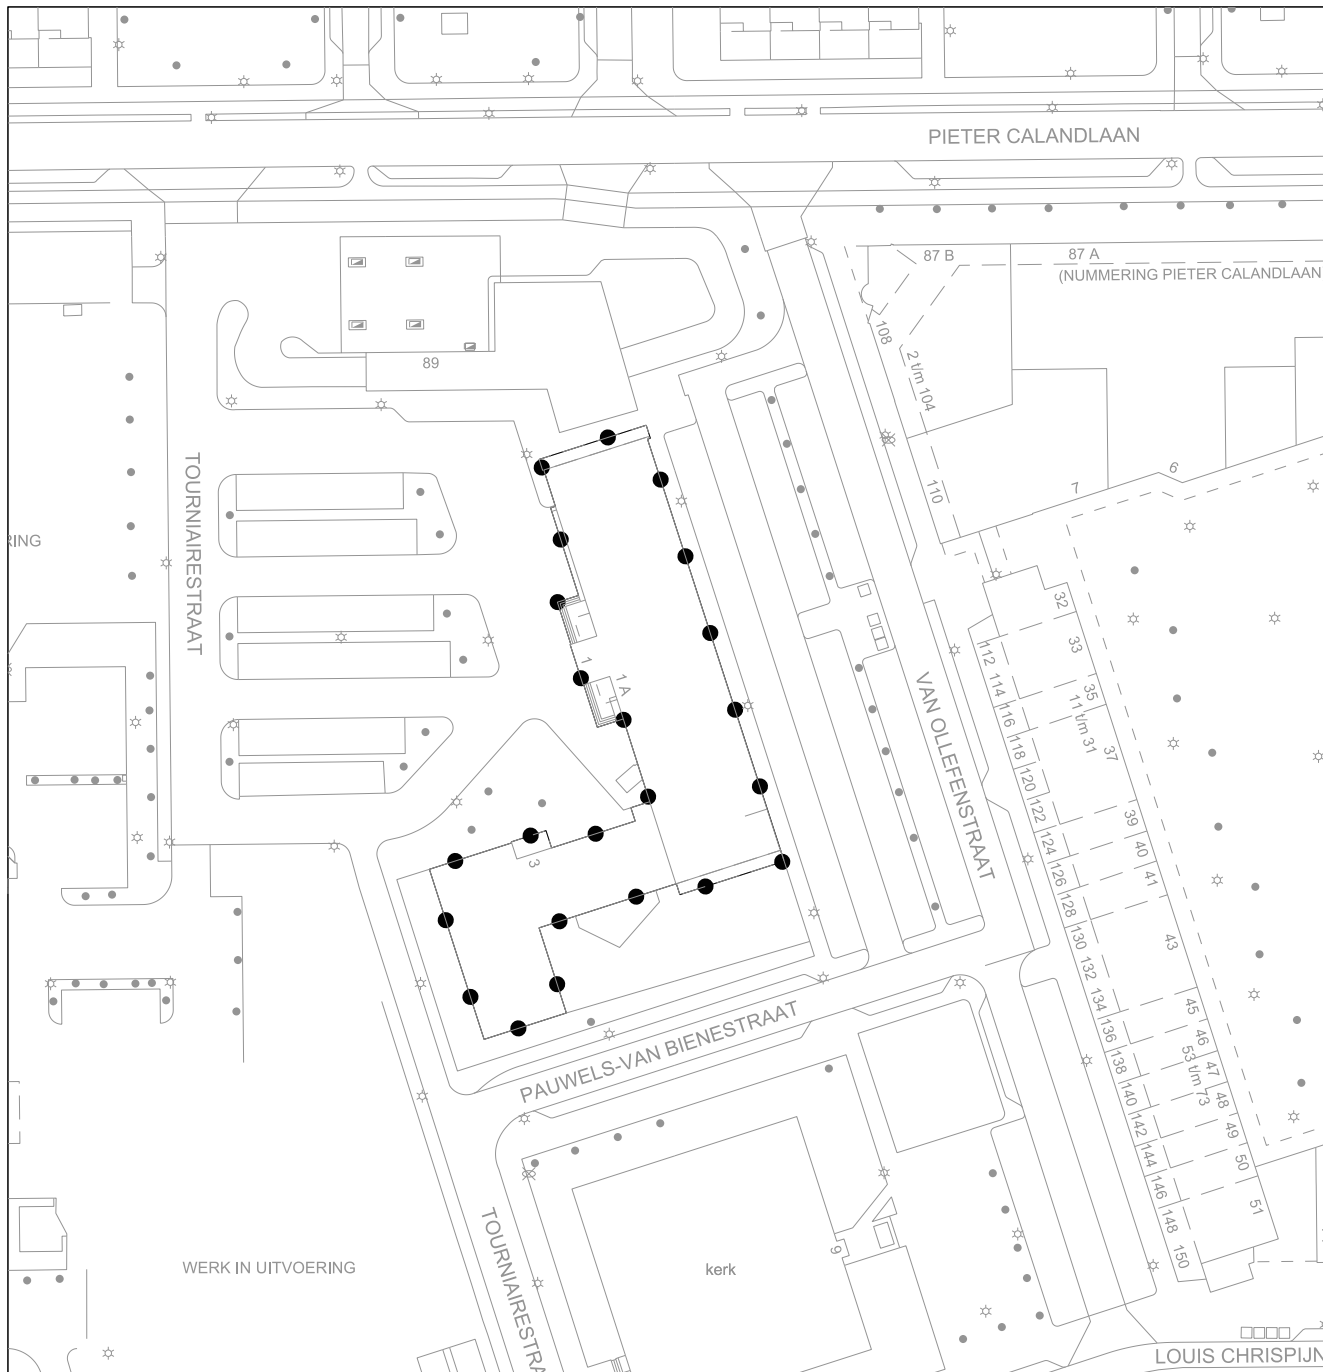 PIETER CALANDLAAN
87 B
87 A
(NUMMERING PIETER CALANDLAAN
108
2 t/m 104
89
110
6
7
TOURNIAIRESTRAAT
RING
32
33
35
11 t/m 31
37
39
40
41
43
45
46
47
48
49
50
51
53 t/m 73
112
114
116
118
120
122
124
126
128
130
132
134
136
138
140
142
144
146
148
150
1
1 A
3
VAN OLLEFENSTRAAT
PAUWELS-VAN BIENESTRAAT
TOURNIAIRESTRA
WERK IN UITVOERING
kerk
9
LOUIS CHRISPIJN